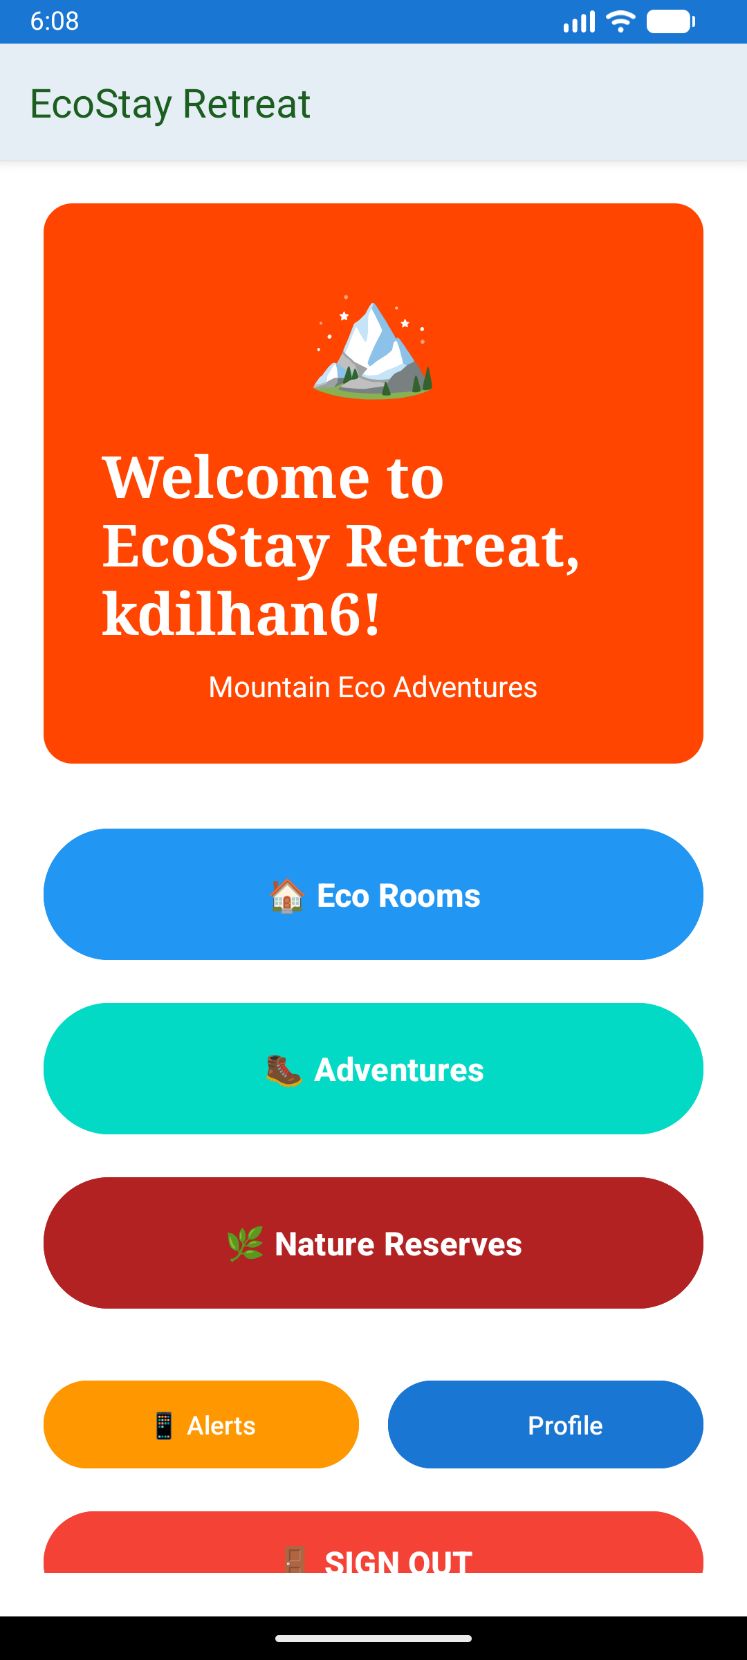 6:08
EcoStay Retreat
Welcome to
EcoStay Retreat,
kdilhan6!
Mountain Eco Adventures
🏠 Eco Rooms
🥾 Adventures
🌿 Nature Reserves
📱 Alerts
Profile
🚪 SIGN OUT